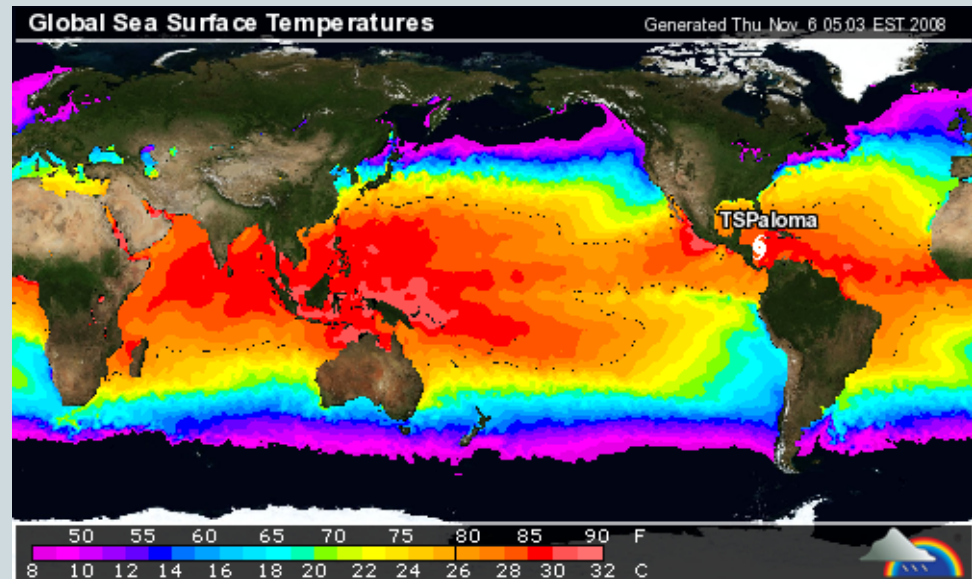 Global Sea Surface Temperatures
Generated Thu Nov 6 05:03 EST 2008
TSPaloma
50 55 60 65 70 75 80 85 90 F
8 10 12 14 16 18 20 22 24 26 28 30 32 C